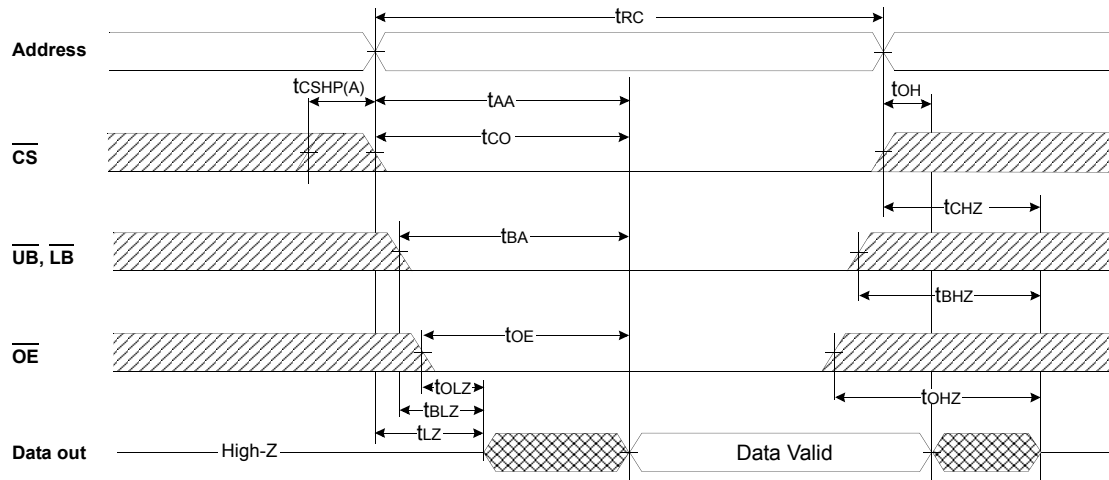 tRC
Address
tCSHP(A)
tAA
tOH
tCO
CS
tCHZ
tBA
UB, LB
tBHZ
tOE
OE
tOLZ
tOHZ
tBLZ
tLZ
Data out
High-Z
Data Valid